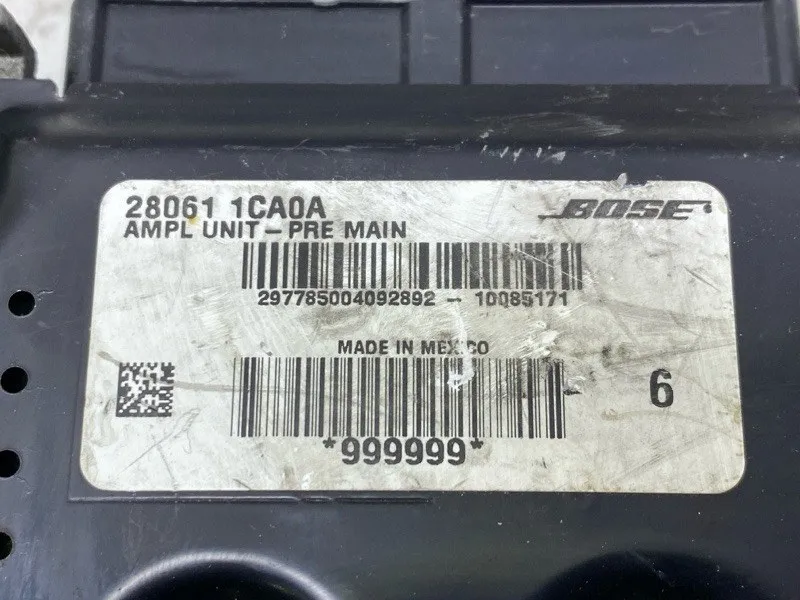 28061 1CA0A
BOSE
AMPL UNIT-PRE MAIN
297785004092892 - 10085171
MADE IN MEXICO
6
*999999*